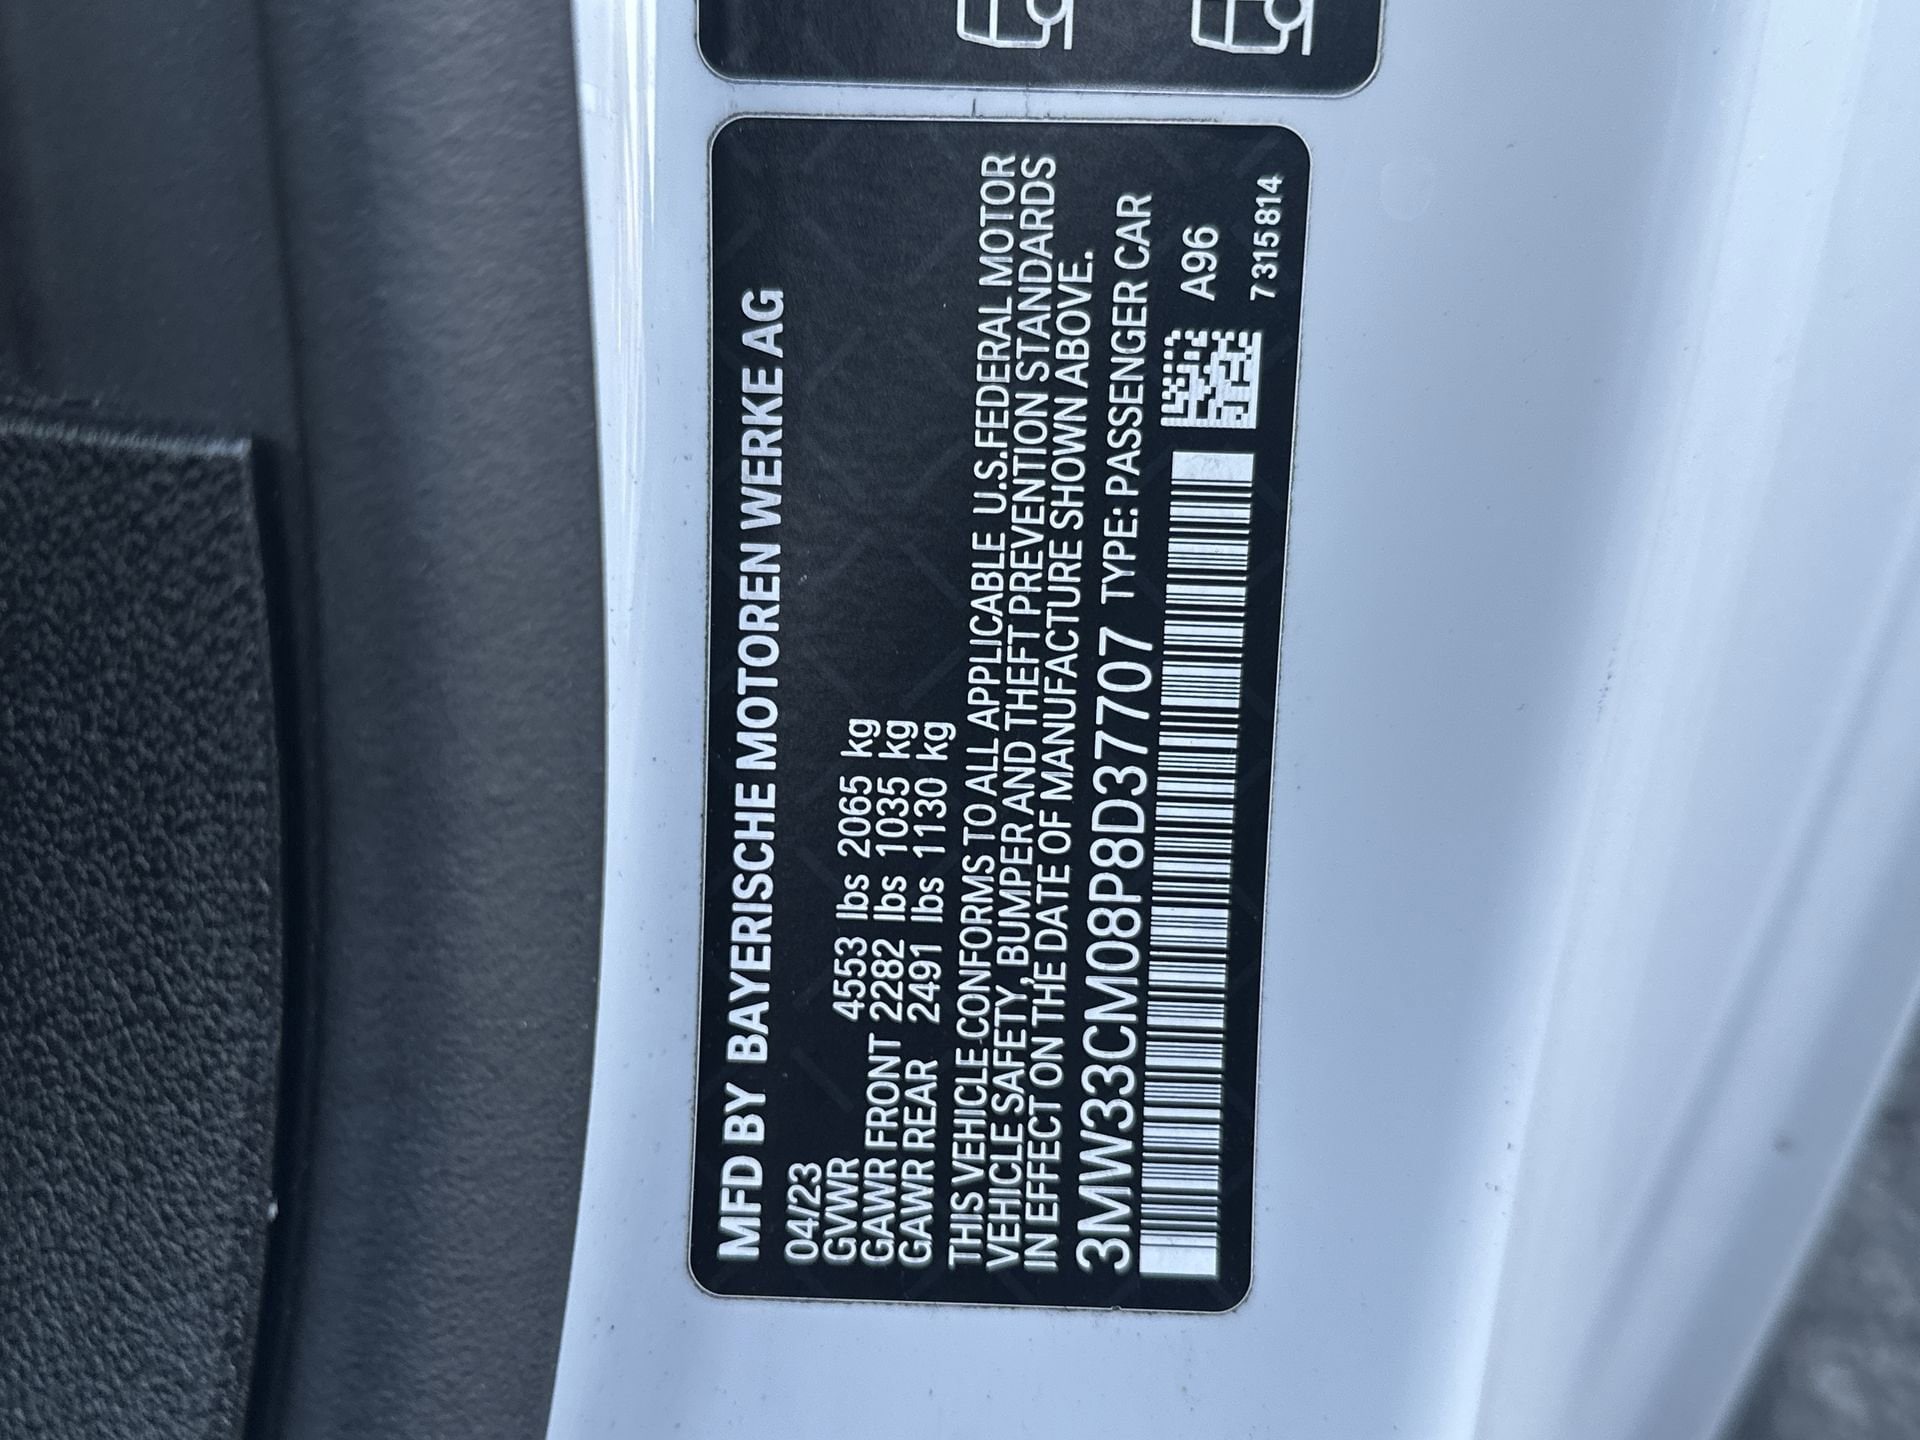 MFD BY BAYERISCHE MOTOREN WERKE AG
04/23
GVWR 4553 lbs 2065 kg
GAWR FRONT 2282 lbs 1035 kg
GAWR REAR 2491 lbs 1130 kg
THIS VEHICLE CONFORMS TO ALL APPLICABLE U.S.FEDERAL MOTOR
VEHICLE SAFETY, BUMPER AND THEFT PREVENTION STANDARDS
IN EFFECT ON THE DATE OF MANUFACTURE SHOWN ABOVE.
3MW33CM08P8D37707 TYPE: PASSENGER CAR
A96
7315814